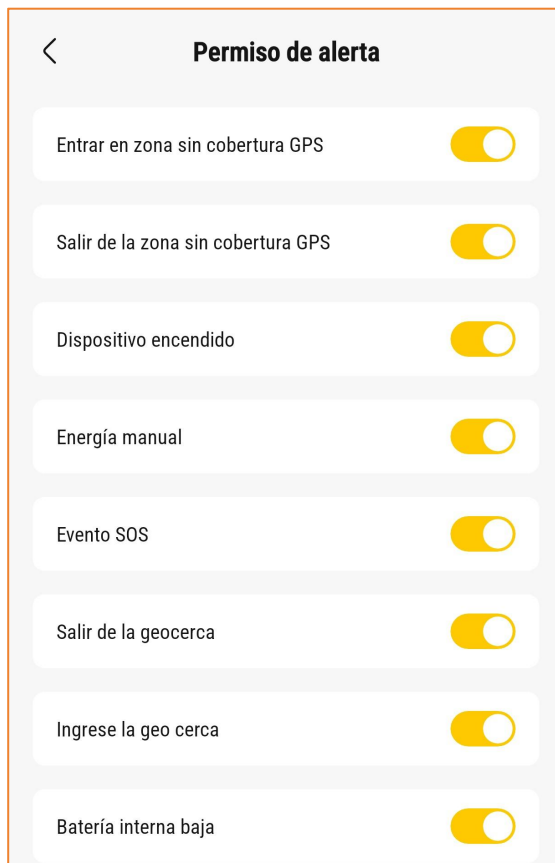 Permiso de alerta
Entrar en zona sin cobertura GPS
Salir de la zona sin cobertura GPS
Dispositivo encendido
Energía manual
Evento SOS
Salir de la geocerca
Ingrese la geo cerca
Batería interna baja